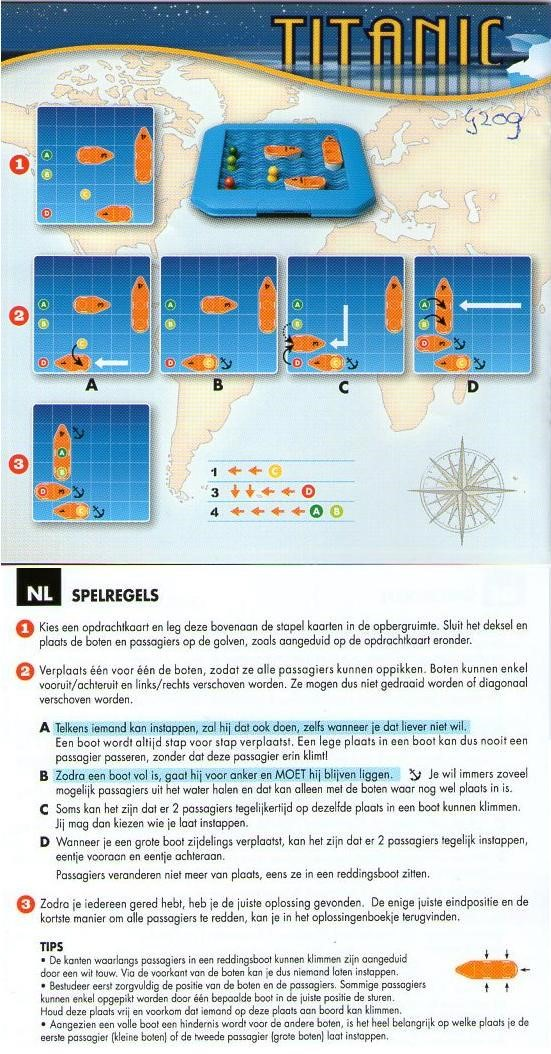 TITANIC
G209
1
A
B
C
D
1
3
4
2
A
B
C
D
A
B
C
D
3
1 ← ← C
3 ↓ ↓ ← ← D
4 ← ← ← ← A B
NL SPELREGELS
1 Kies een opdrachtkaart en leg deze bovenaan de stapel kaarten in de opbergruimte. Sluit het deksel en
plaats de boten en passagiers op de golven, zoals aangeduid op de opdrachtkaart eronder.
2 Verplaats één voor één de boten, zodat ze alle passagiers kunnen oppikken. Boten kunnen enkel
vooruit/achteruit en links/rechts verschoven worden. Ze mogen dus niet gedraaid worden of diagonaal
verschoven worden.
A Telkens iemand kan instappen, zal hij dat ook doen, zelfs wanneer je dat liever niet wil.
Een boot wordt altijd stap voor stap verplaatst. Een lege plaats in een boot kan dus nooit een
passagier passeren, zonder dat deze passagier erin klimt!
B Zodra een boot vol is, gaat hij voor anker en MOET hij blijven liggen. Je wil immers zoveel
mogelijk passagiers uit het water halen en dat kan alleen met de boten waar nog wel plaats in is.
C Soms kan het zijn dat er 2 passagiers tegelijkertijd op dezelfde plaats in een boot kunnen klimmen.
Jij mag dan kiezen wie je laat instappen.
D Wanneer je een grote boot zijdelings verplaatst, kan het zijn dat er 2 passagiers tegelijk instappen,
eentje vooraan en eentje achteraan.
Passagiers veranderen niet meer van plaats, eens ze in een reddingsboot zitten.
3 Zodra je iedereen gered hebt, heb je de juiste oplossing gevonden. De enige juiste eindpositie en de
kortste manier om alle passagiers te redden, kan je in het oplossingenboekje terugvinden.
TIPS
• De kanten waarlangs passagiers in een reddingsboot kunnen klimmen zijn aangeduid
door een wit touw. Via de voorkant van de boten kan je dus niemand laten instappen.
• Bestudeer eerst zorgvuldig de positie van de boten en de passagiers. Sommige passagiers
kunnen enkel opgepikt worden door één bepaalde boot in de juiste positie de sturen.
Houd deze plaats vrij en voorkom dat iemand op deze plaats aan boord kan klimmen.
• Aangezien een volle boot een hindernis wordt voor de andere boten, is het heel belangrijk op welke plaats je de
eerste passagier (kleine boten) of de tweede passagier (grote boten) laat instappen.